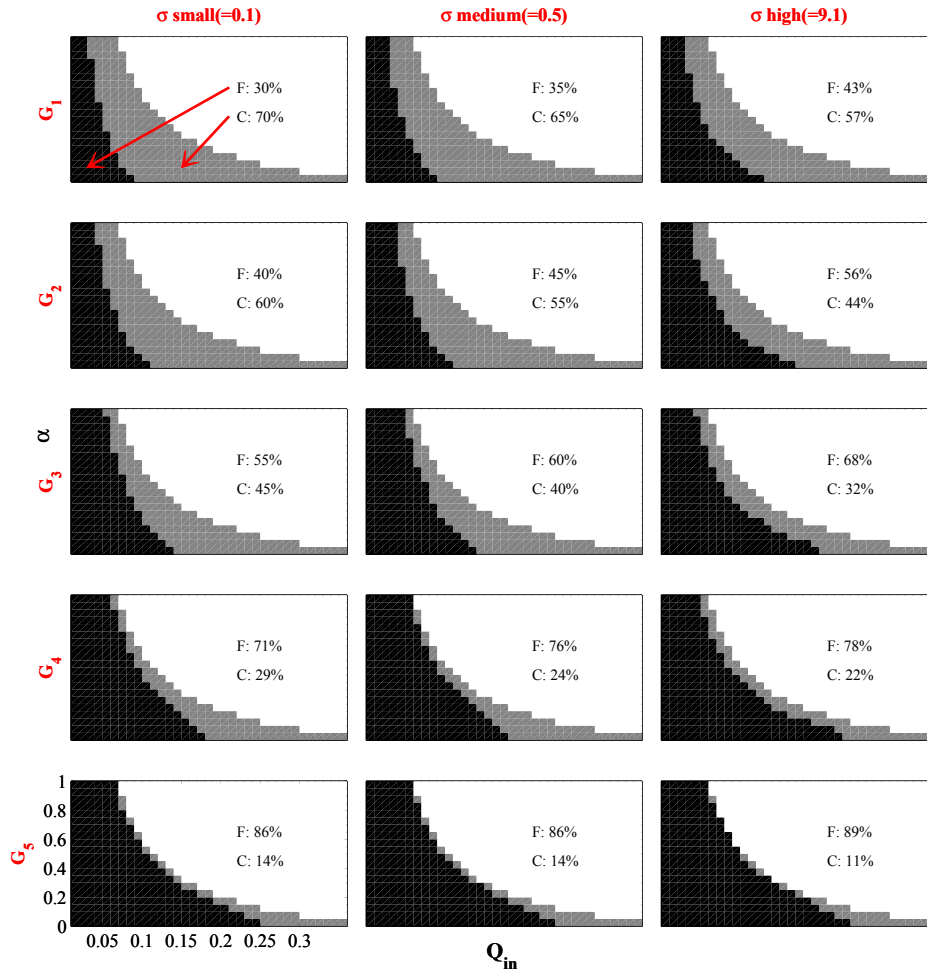 σ small(=0.1) σ medium(=0.5) σ high(=9.1)
G1
F: 30% F: 35% F: 43%
C: 70% C: 65% C: 57%
G2
F: 40% F: 45% F: 56%
C: 60% C: 55% C: 44%
α
G3
F: 55% F: 60% F: 68%
C: 45% C: 40% C: 32%
G4
F: 71% F: 76% F: 78%
C: 29% C: 24% C: 22%
G5
1
0.8
0.6
0.4
0.2
0
F: 86% F: 86% F: 89%
C: 14% C: 14% C: 11%
0.05 0.1 0.15 0.2 0.25 0.3
Qin